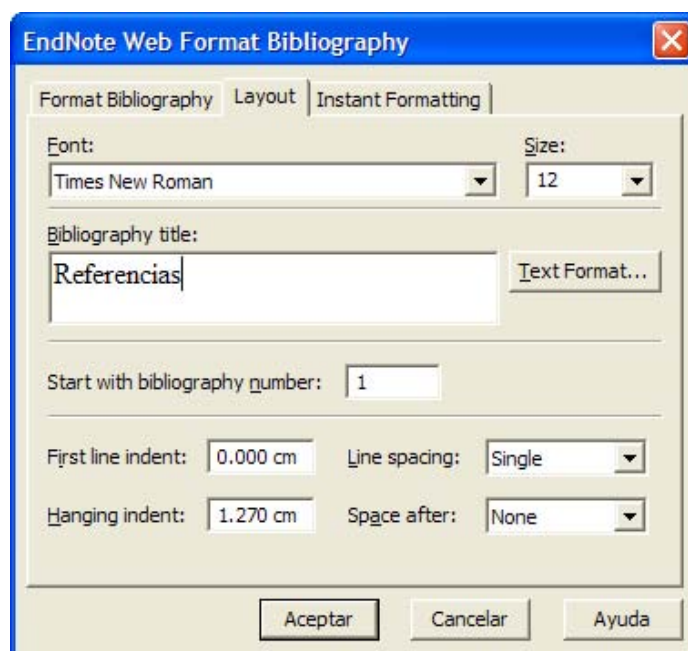 EndNote Web Format Bibliography
Format Bibliography Layout Instant Formatting
Font: Size:
Times New Roman 12
Bibliography title:
Referencias Text Format...
Start with bibliography number: 1
First line indent: 0.000 cm Line spacing: Single
Hanging indent: 1.270 cm Space after: None
Aceptar Cancelar Ayuda